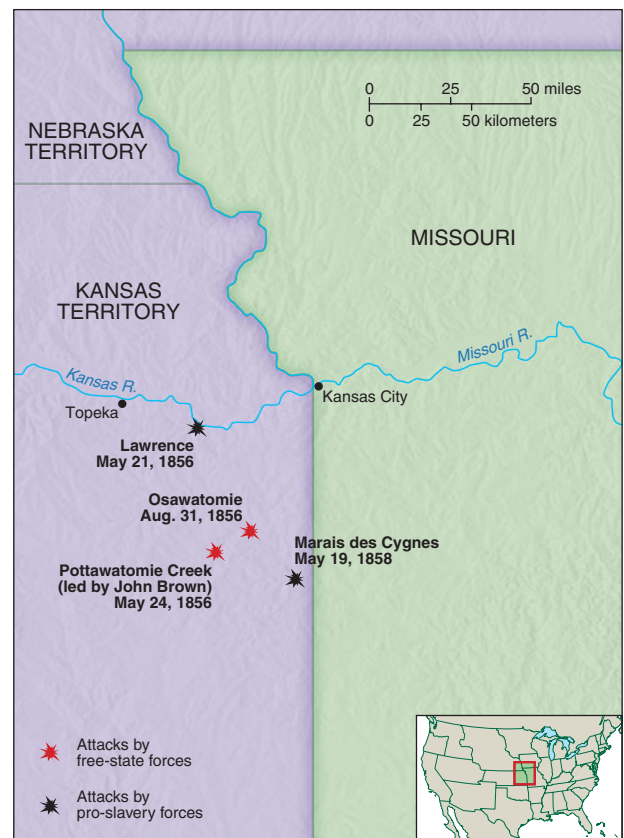 0 25 50 miles
0 25 50 kilometers
NEBRASKA
TERRITORY
MISSOURI
KANSAS
TERRITORY
Missouri R.
Kansas R.
Kansas City
Topeka
Lawrence
May 21, 1856
Osawatomie
Aug. 31, 1856
Marais des Cygnes
May 19, 1858
Pottawatomie Creek
(led by John Brown)
May 24, 1856
Attacks by
free-state forces
Attacks by
pro-slavery forces